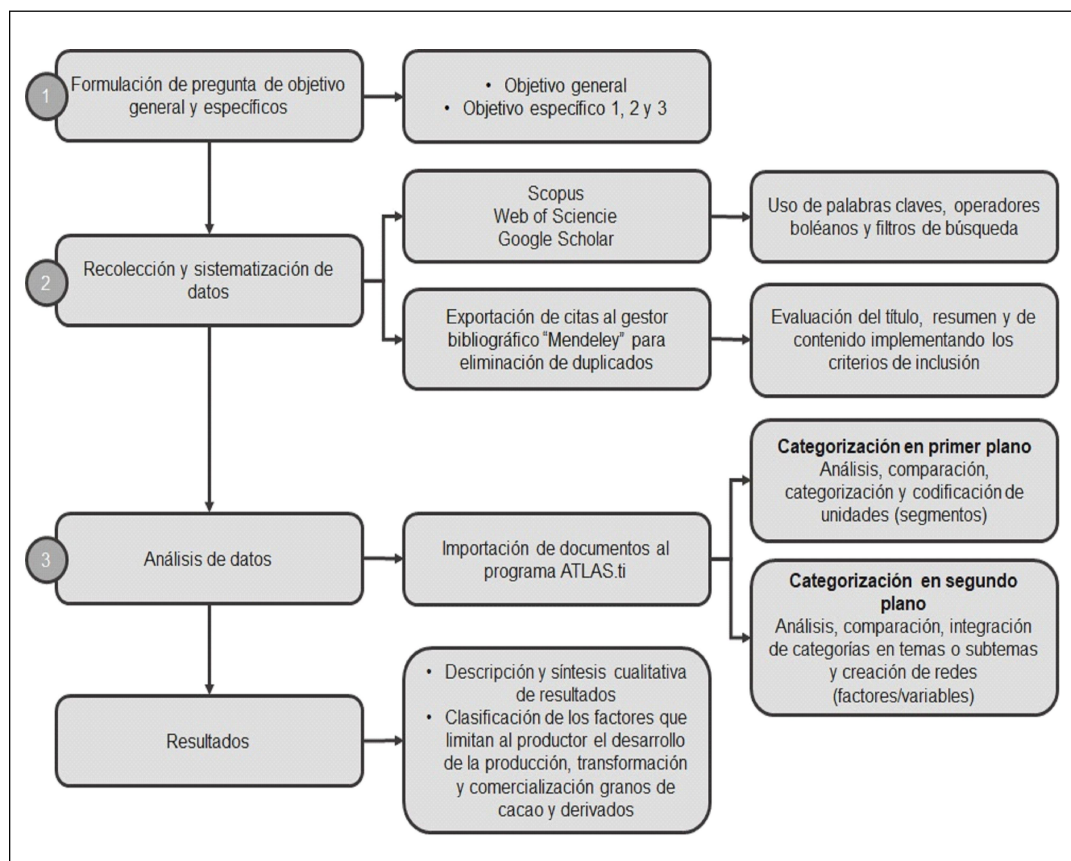 1
Formulación de pregunta de objetivo
general y específicos
• Objetivo general
• Objetivo específico 1, 2 y 3
2
Recolección y sistematización de
datos
Scopus
Web of Sciencie
Google Scholar
Uso de palabras claves, operadores
boléanos y filtros de búsqueda
Exportación de citas al gestor
bibliográfico “Mendeley” para
eliminación de duplicados
Evaluación del título, resumen y de
contenido implementando los
criterios de inclusión
3
Análisis de datos
Importación de documentos al
programa ATLAS.ti
Categorización en primer plano
Análisis, comparación,
categorización y codificación de
unidades (segmentos)
Categorización en segundo
plano
Análisis, comparación, integración
de categorías en temas o subtemas
y creación de redes
(factores/variables)
Resultados
• Descripción y síntesis cualitativa
de resultados
• Clasificación de los factores que
limitan al productor el desarrollo
de la producción, transformación
y comercialización granos de
cacao y derivados